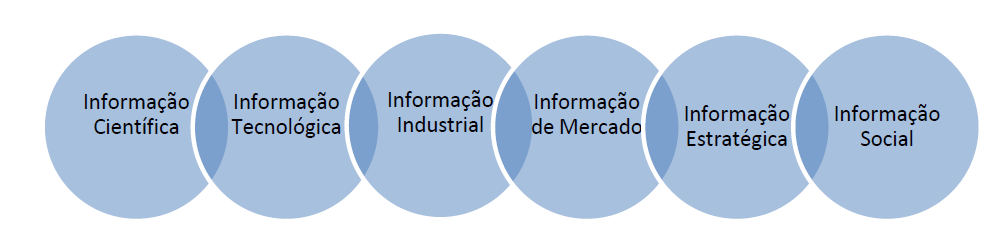 Informação
Científica
Informação
Tecnológica
Informação
Industrial
Informação
de Mercado
Informação
Estratégica
Informação
Social